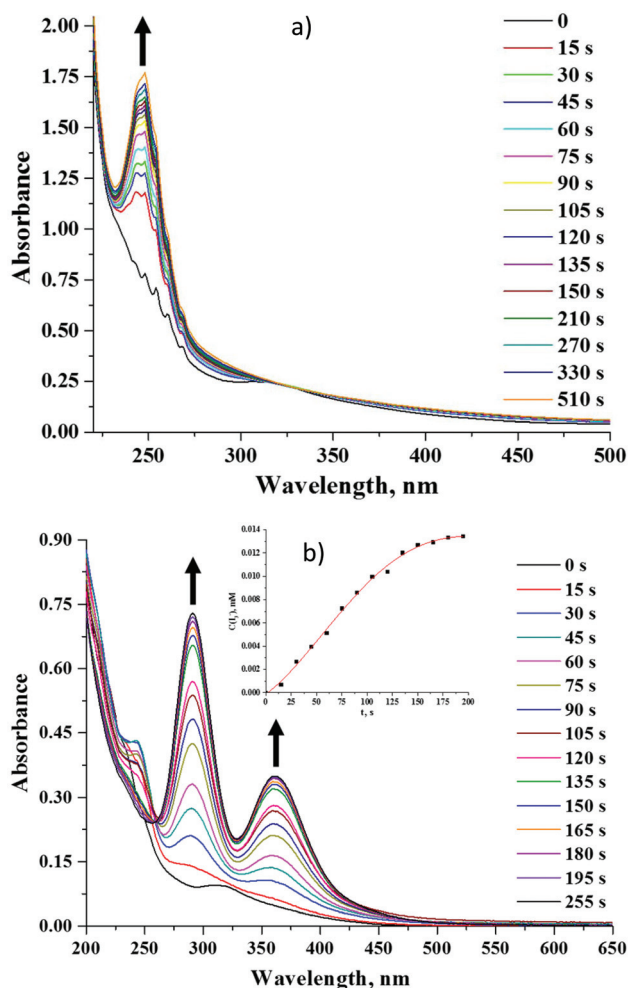 a)
2.00
1.75
1.50
1.25
1.00
0.75
0.50
0.25
0.00
Absorbance
250 300 350 400 450 500
Wavelength, nm
0
15 s
30 s
45 s
60 s
75 s
90 s
105 s
120 s
135 s
150 s
210 s
270 s
330 s
510 s
b)
0.90
0.75
0.60
0.45
0.30
0.15
0.00
Absorbance
200 250 300 350 400 450 500 550 600 650
Wavelength, nm
0.014
0.012
0.010
0.008
0.006
0.004
0.002
0.000
0 25 50 75 100 125 150 175 200
t, s
0 s
15 s
30 s
45 s
60 s
75 s
90 s
105 s
120 s
135 s
150 s
165 s
180 s
195 s
255 s